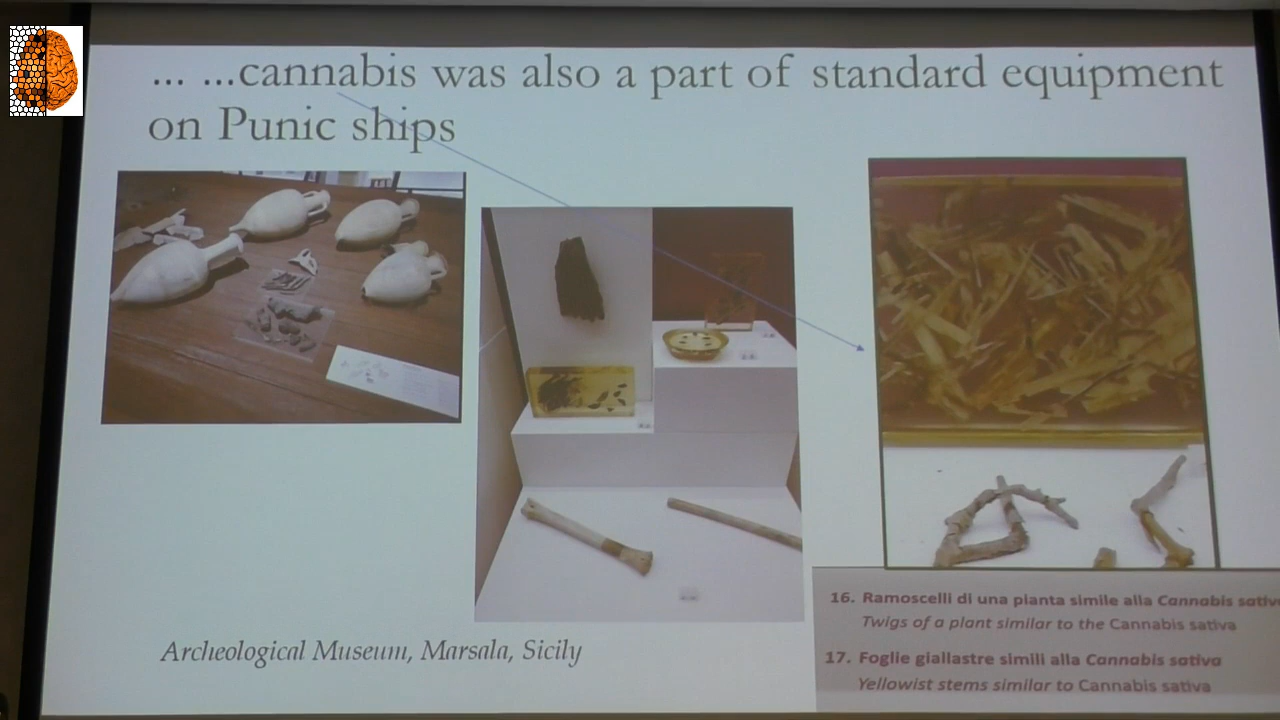 ... ...cannabis was also a part of standard equipment
on Punic ships
Archeological Museum, Marsala, Sicily
16. Ramoscelli di una pianta simile alla Cannabis sativ
Twigs of a plant similar to the Cannabis sativa
17. Foglie giallastre simili alla Cannabis sativa
Yellowist stems similar to Cannabis sativa